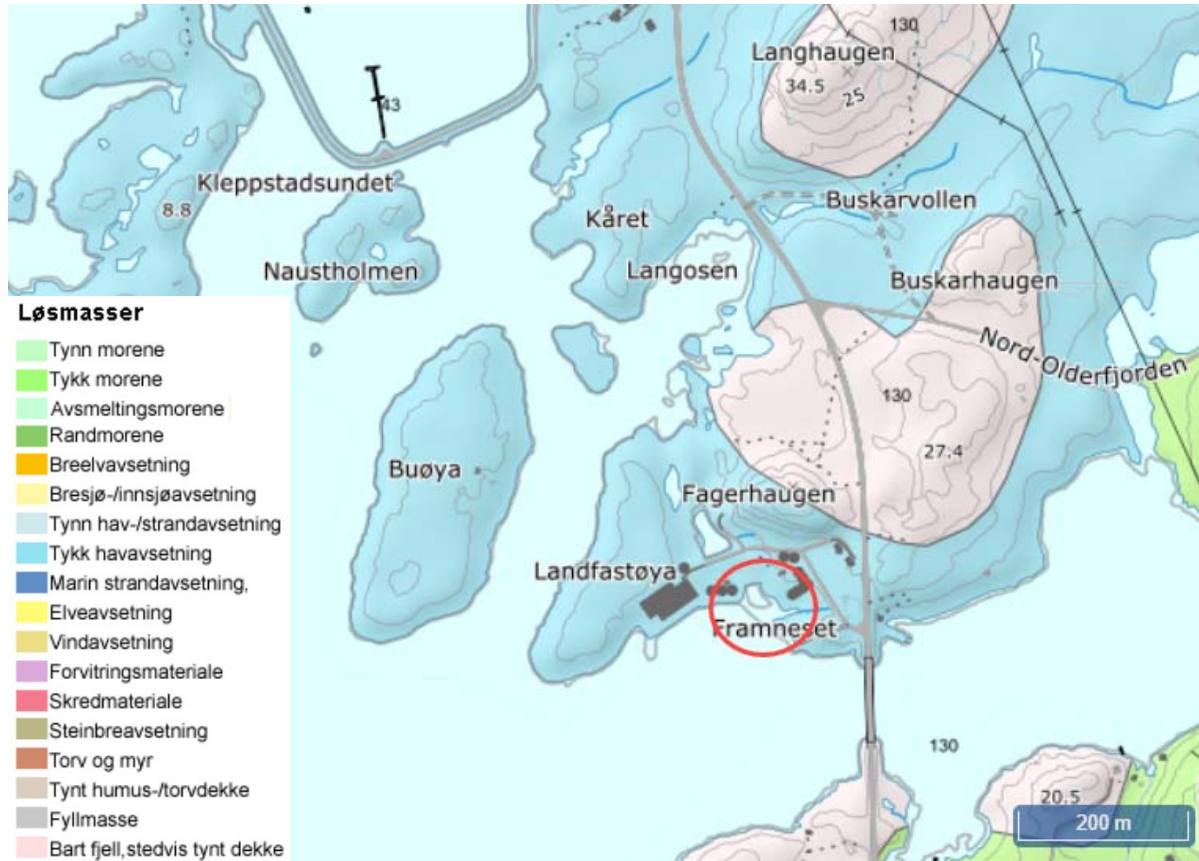 130
Langhaugen
34.5
25
43
Kleppstadsundet
8.8
Buskarvollen
Kåret
Naustholmen
Langosen
Buskarhaugen
Nord-Olderfjorden
130
27.4
Buøya
Fagerhaugen
Landfastøya
Framneset
130
20.5
200 m
Løsmasser
Tynn morene
Tykk morene
Avsmeltingsmorene
Randmorene
Breelvavsetning
Bresjø-/innsjøavsetning
Tynn hav-/strandavsetning
Tykk havavsetning
Marin strandavsetning,
Elveavsetning
Vindavsetning
Forvitringsmateriale
Skredmateriale
Steinbreavsetning
Torv og myr
Tynt humus-/torvdekke
Fyllmasse
Bart fjell,stedvis tynt dekke